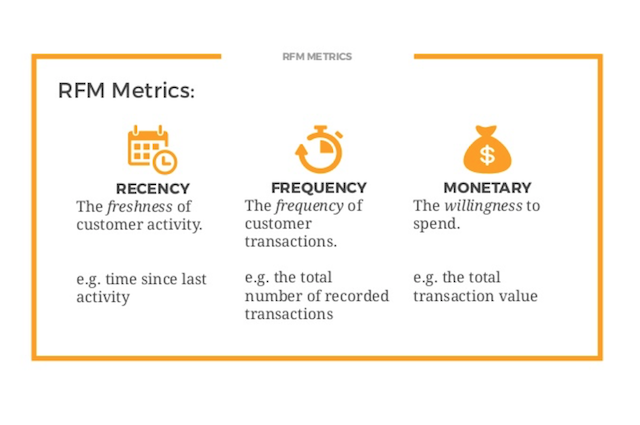 RFM METRICS
RFM Metrics:
RECENCY
The freshness of
customer activity.
e.g. time since last
activity
FREQUENCY
The frequency of
customer
transactions.
e.g. the total
number of recorded
transactions
$
MONETARY
The willingness to
spend.
e.g. the total
transaction value